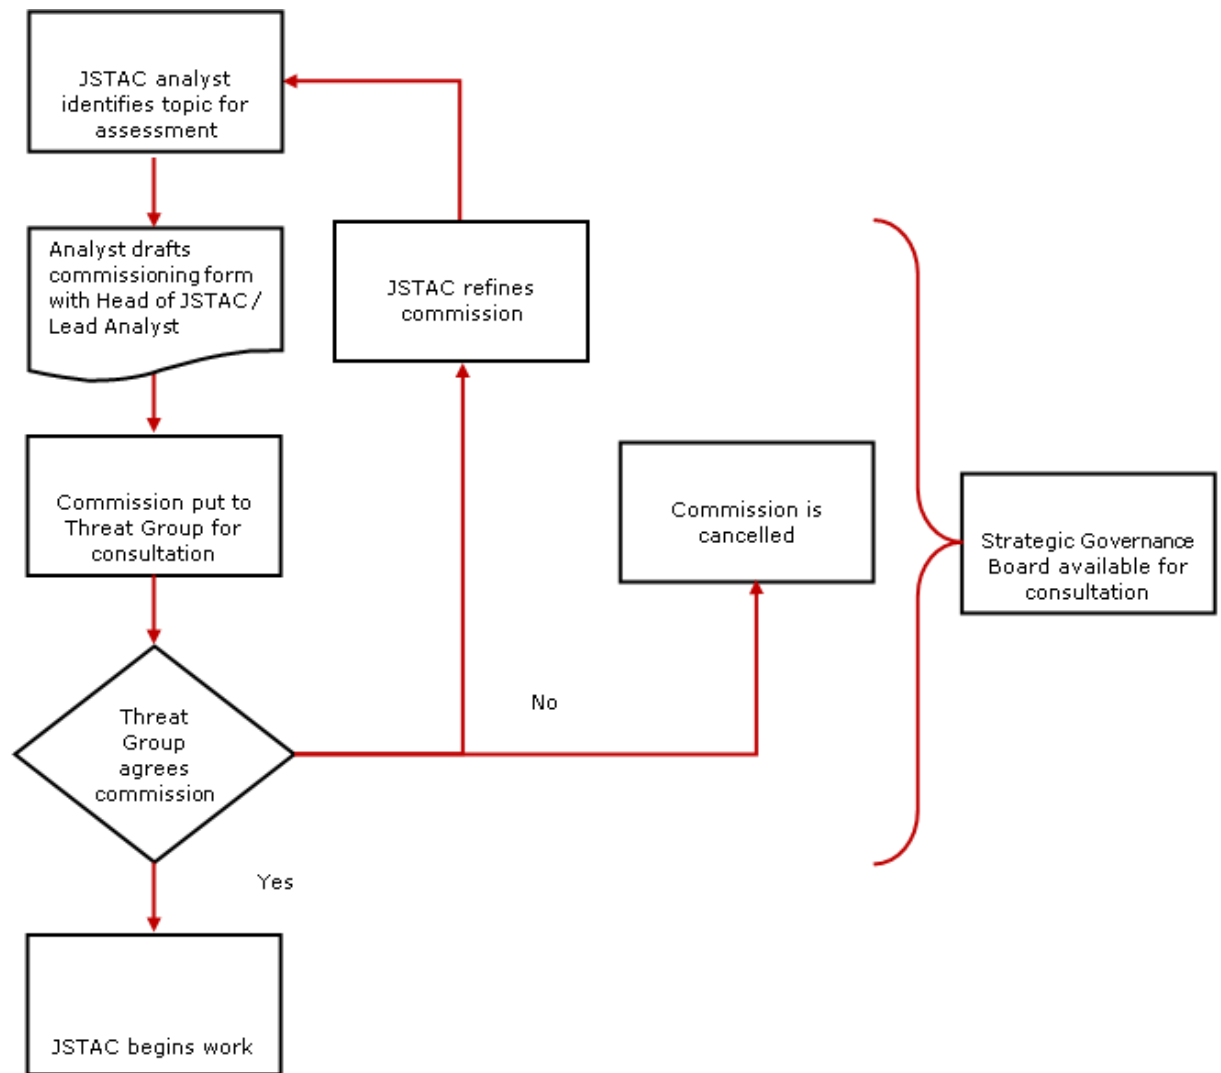 JSTAC analyst
identifies topic for
assessment
Analyst drafts
commissioning form
with Head of JSTAC /
Lead Analyst
JSTAC refines
commission
Commission put to
Threat Group for
consultation
Commission is
cancelled
Strategic Governance
Board available for
consultation
Threat
Group
agrees
commission
No
Yes
JSTAC begins work